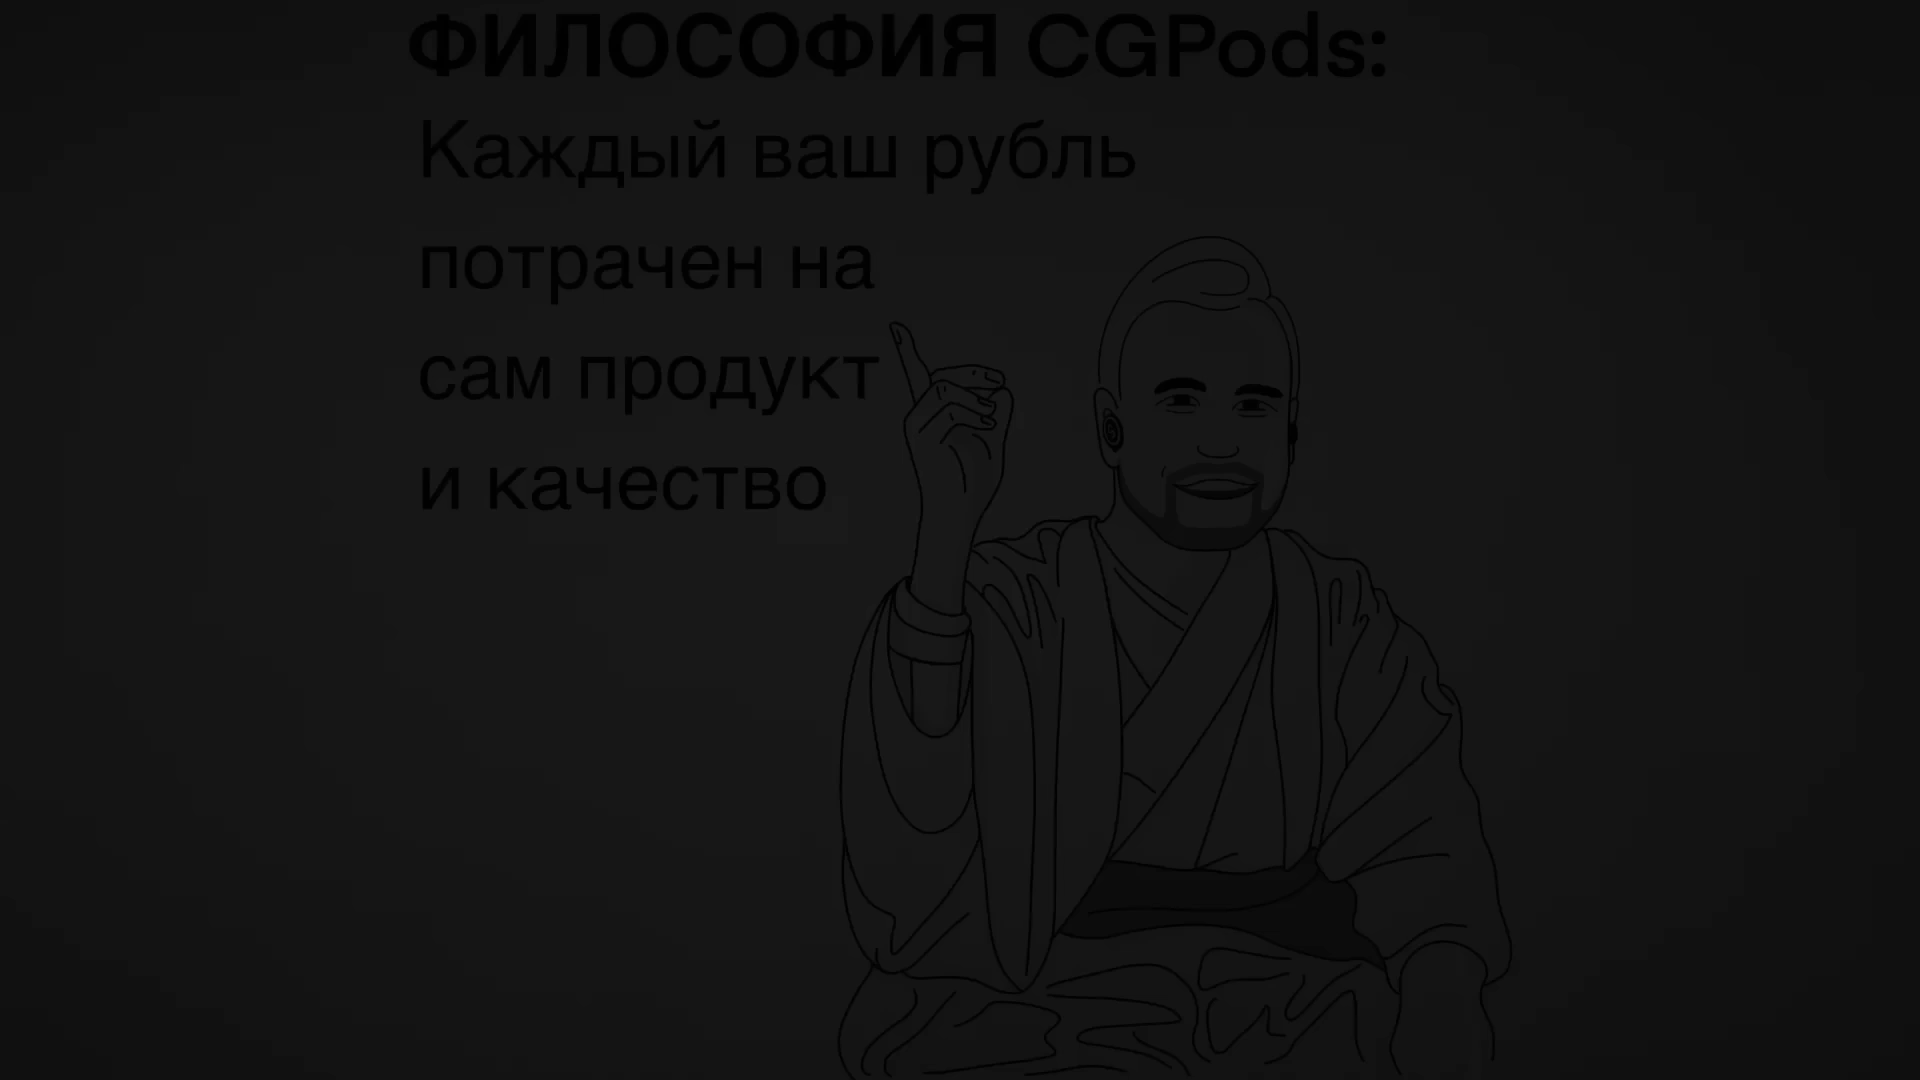 ФИЛОСОФИЯ CGPods:
Каждый ваш рубль
потрачен на
сам продукт
и качество